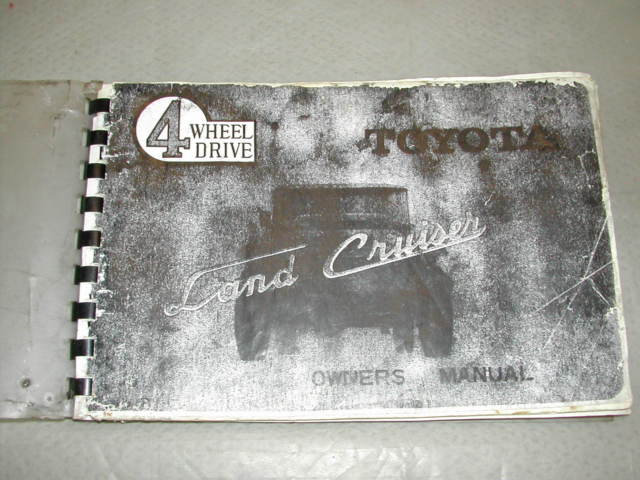 4 WHEEL
DRIVE
TOYOTA
Land Cruiser
OWNERS MANUAL